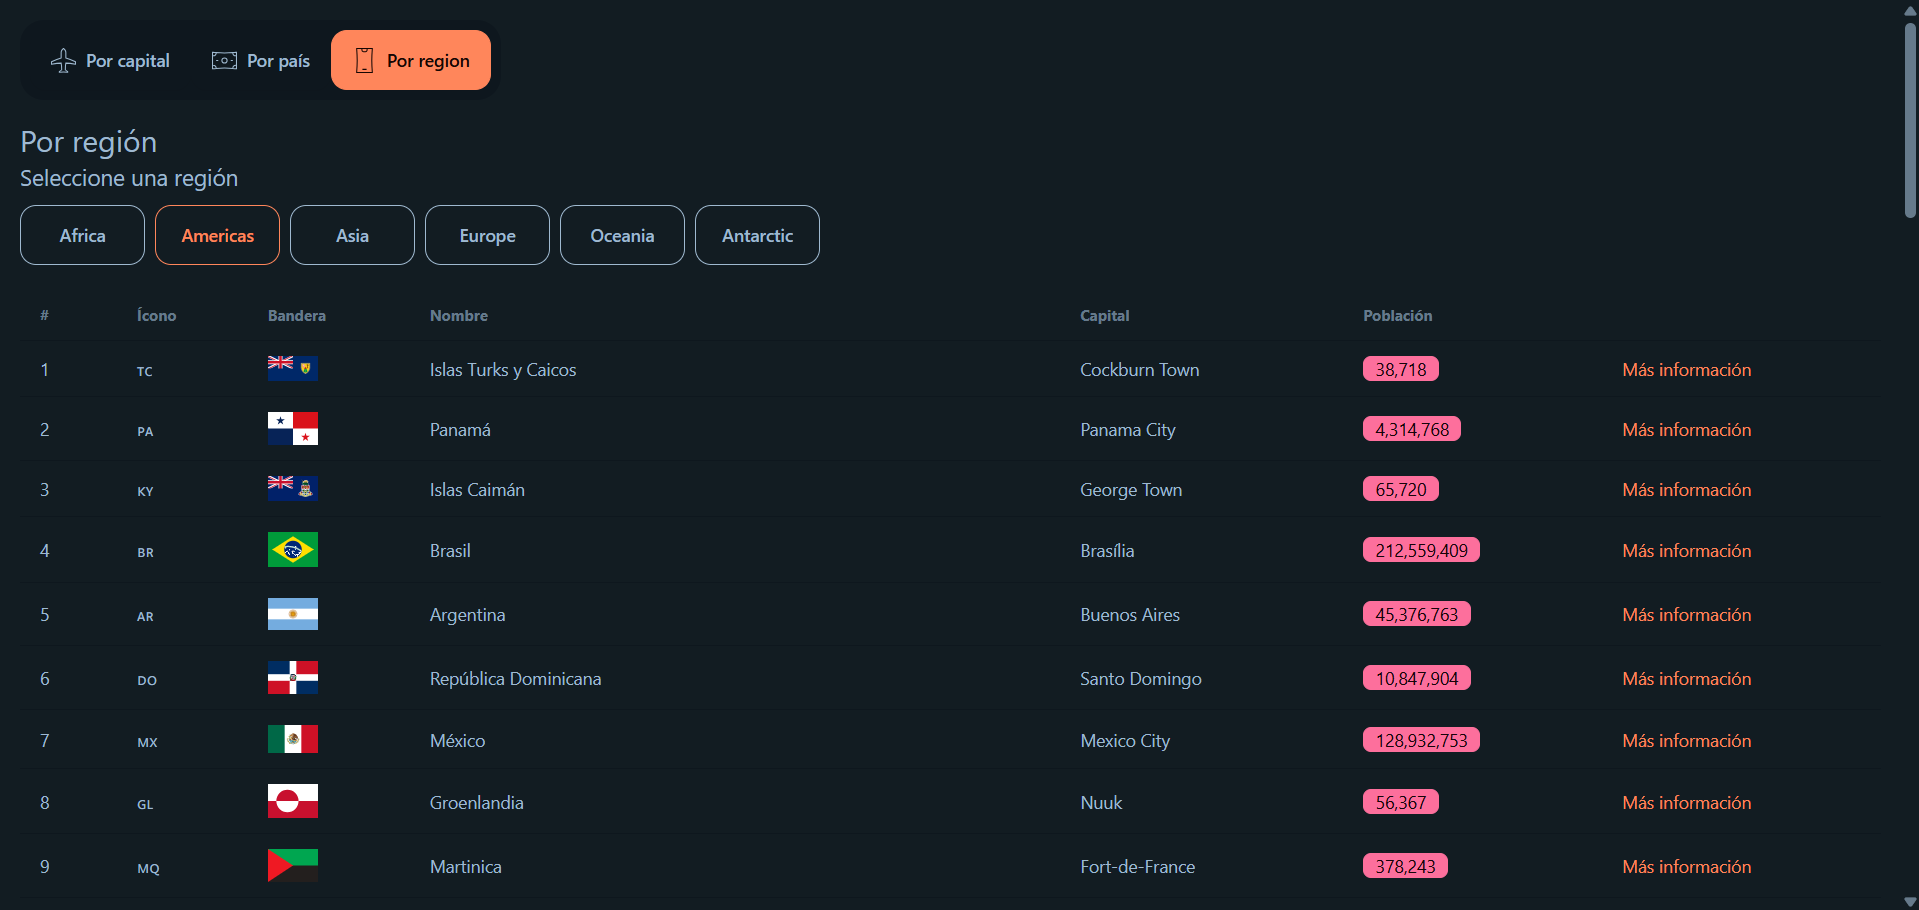 Por capital Por país Por region
Por región
Seleccione una región
Africa Americas Asia Europe Oceania Antarctic
# Ícono Bandera Nombre Capital Población
1 TC Islas Turks y Caicos Cockburn Town 38,718 Más información
2 PA Panamá Panama City 4,314,768 Más información
3 KY Islas Caimán George Town 65,720 Más información
4 BR Brasil Brasília 212,559,409 Más información
5 AR Argentina Buenos Aires 45,376,763 Más información
6 DO República Dominicana Santo Domingo 10,847,904 Más información
7 MX México Mexico City 128,932,753 Más información
8 GL Groenlandia Nuuk 56,367 Más información
9 MQ Martinica Fort-de-France 378,243 Más información